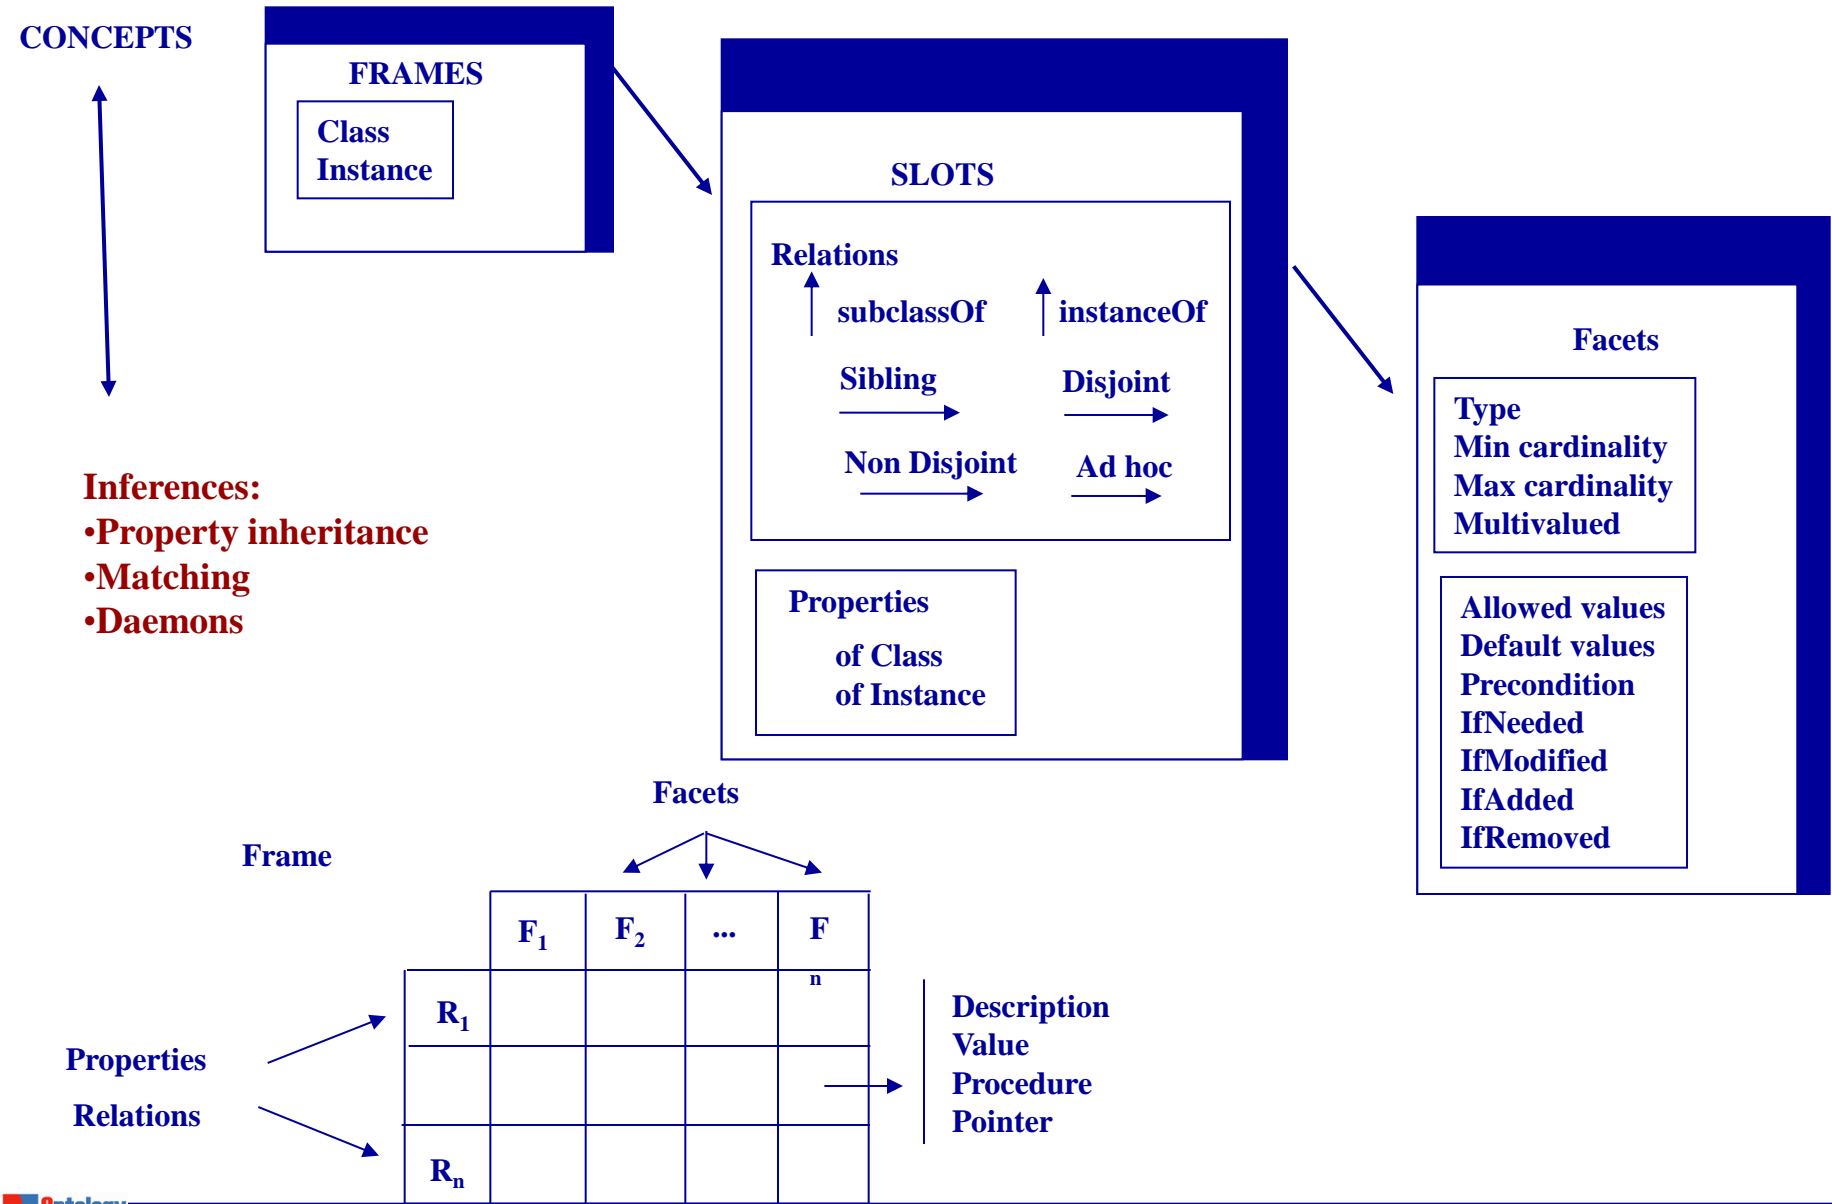 CONCEPTS
FRAMES
Class
Instance
SLOTS
Relations
subclassOf
instanceOf
Sibling
Disjoint
Non Disjoint
Ad hoc
Properties
of Class
of Instance
Facets
Type
Min cardinality
Max cardinality
Multivalued
Allowed values
Default values
Precondition
IfNeeded
IfModified
IfAdded
IfRemoved
Inferences:
•Property inheritance
•Matching
•Daemons
Facets
Frame
F1
F2
...
F
n
R1
Rn
Properties
Relations
Description
Value
Procedure
Pointer